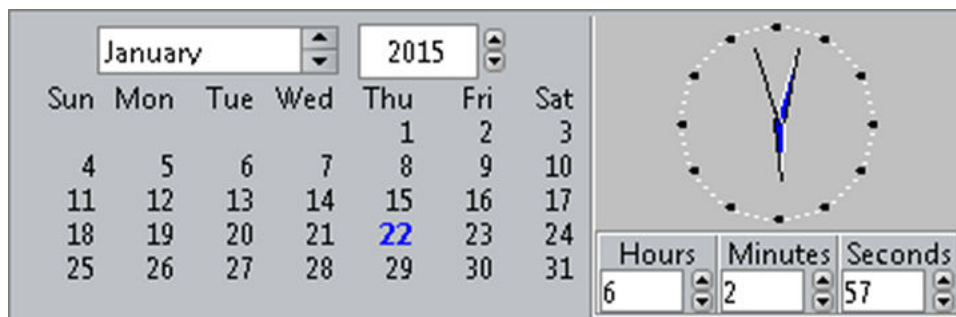 January 2015
Sun Mon Tue Wed Thu Fri Sat
1 2 3
4 5 6 7 8 9 10
11 12 13 14 15 16 17
18 19 20 21 22 23 24
25 26 27 28 29 30 31
Hours Minutes Seconds
6 2 57